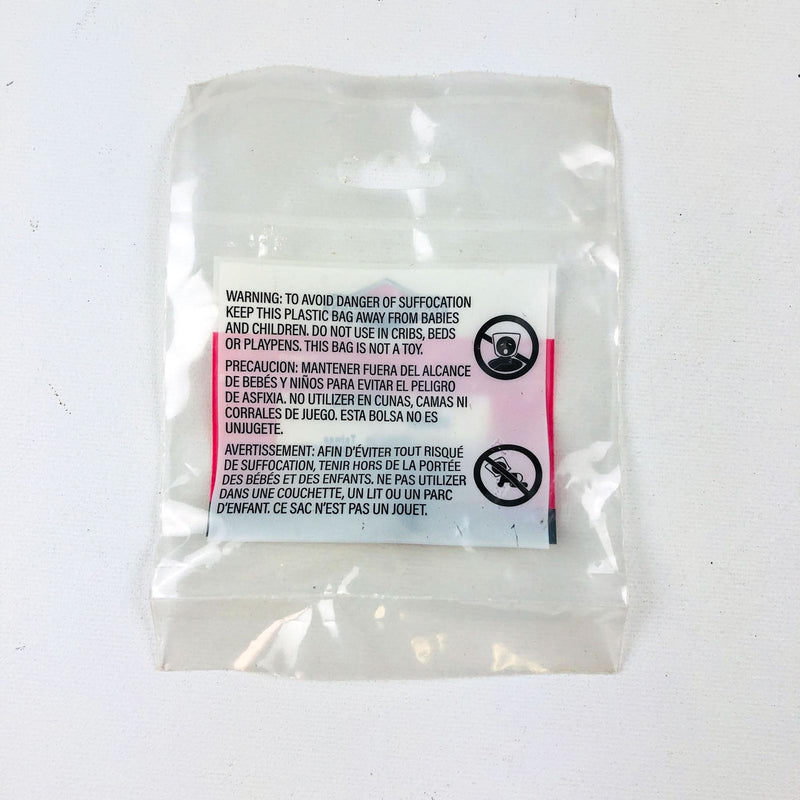 WARNING: TO AVOID DANGER OF SUFFOCATION
KEEP THIS PLASTIC BAG AWAY FROM BABIES
AND CHILDREN. DO NOT USE IN CRIBS, BEDS
OR PLAYPENS. THIS BAG IS NOT A TOY.
PRECAUCION: MANTENER FUERA DEL ALCANCE
DE BEBÉS Y NIÑOS PARA EVITAR EL PELIGRO
DE ASFIXIA. NO UTILIZER EN CUNAS, CAMAS NI
CORRALES DE JUEGO. ESTA BOLSA NO ES
UNJUGETE.
AVERTISSEMENT: AFIN D'ÉVITER TOUT RISQUÉ
DE SUFFOCATION, TENIR HORS DE LA PORTÉE
DES BÉBÉS ET DES ENFANTS. NE PAS UTILIZER
DANS UNE COUCHETTE, UN LIT OU UN PARC
D'ENFANT. CE SAC N'EST PAS UN JOUET.